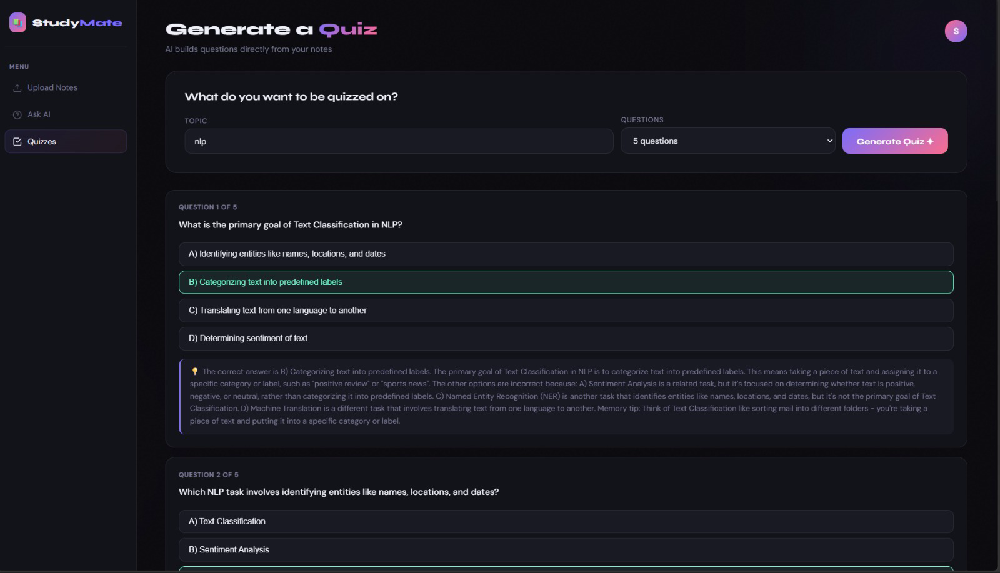 StudyMate
MENU
Upload Notes
Ask AI
Quizzes
Generate a Quiz
AI builds questions directly from your notes
S
What do you want to be quizzed on?
TOPIC
nlp
QUESTIONS
5 questions
Generate Quiz ✦
QUESTION 1 OF 5
What is the primary goal of Text Classification in NLP?
A) Identifying entities like names, locations, and dates
B) Categorizing text into predefined labels
C) Translating text from one language to another
D) Determining sentiment of text
💡 The correct answer is B) Categorizing text into predefined labels. The primary goal of Text Classification in NLP is to categorize text into predefined labels. This means taking a piece of text and assigning it to a
specific category or label, such as "positive review" or "sports news". The other options are incorrect because: A) Sentiment Analysis is a related task, but it's focused on determining whether text is positive,
negative, or neutral, rather than categorizing it into predefined labels. C) Named Entity Recognition (NER) is another task that identifies entities like names, locations, and dates, but it's not the primary goal of Text
Classification. D) Machine Translation is a different task that involves translating text from one language to another. Memory tip: Think of Text Classification like sorting mail into different folders - you're taking a
piece of text and putting it into a specific category or label.
QUESTION 2 OF 5
Which NLP task involves identifying entities like names, locations, and dates?
A) Text Classification
B) Sentiment Analysis